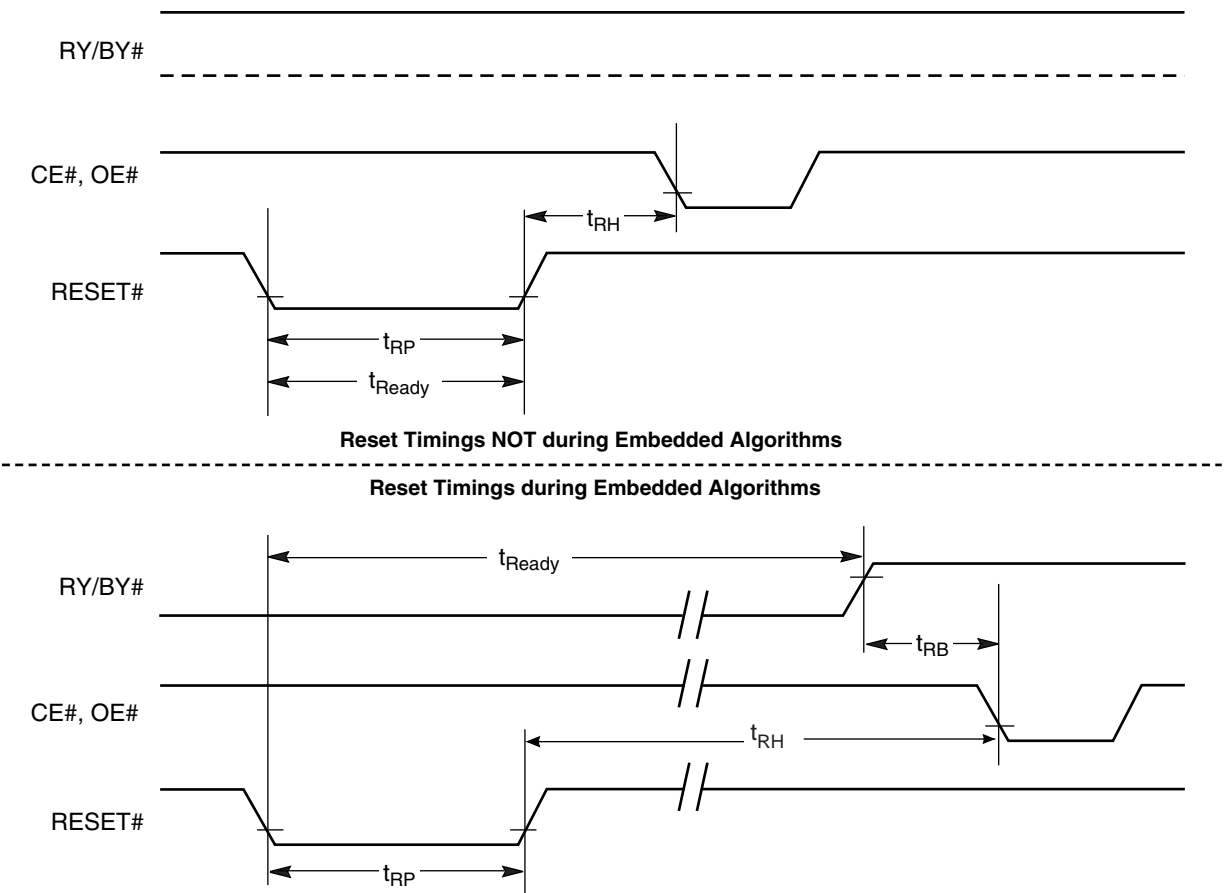 RY/BY#
CE#, OE#
tRH
RESET#
tRP
tReady
Reset Timings NOT during Embedded Algorithms
Reset Timings during Embedded Algorithms
tReady
RY/BY#
tRB
CE#, OE#
tRH
RESET#
tRP